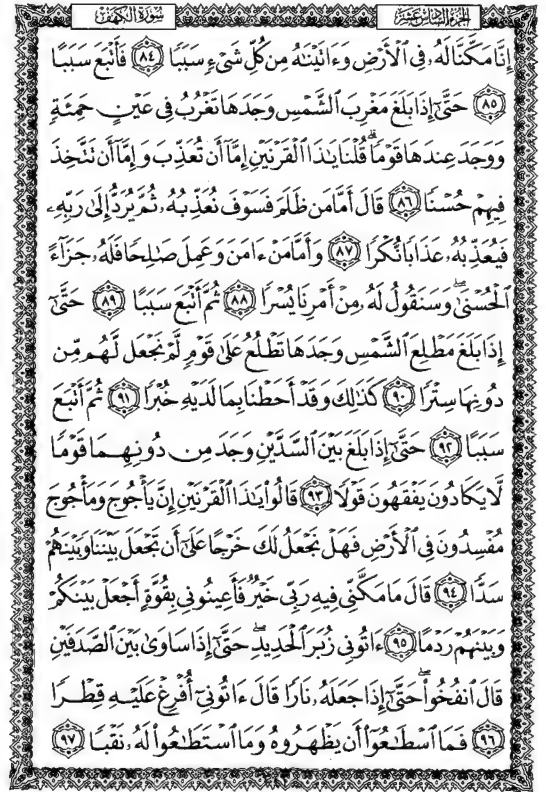 الجزء السادس عشر
سورة الكهف
إِنَّا مَكَّنَّا لَهُۥ فِى ٱلْأَرْضِ وَءَاتَيْنَٰهُ مِن كُلِّ شَىْءٍ سَبَبًا ٨٤ فَأَتْبَعَ سَبَبًا
٨٥ حَتَّىٰٓ إِذَا بَلَغَ مَغْرِبَ ٱلشَّمْسِ وَجَدَهَا تَغْرُبُ فِى عَيْنٍ حَمِئَةٍ
وَوَجَدَ عِندَهَا قَوْمًا ۗ قُلْنَا يَٰذَا ٱلْقَرْنَيْنِ إِمَّآ أَن تُعَذِّبَ وَإِمَّآ أَن تَتَّخِذَ
فِيهِمْ حُسْنًا ٨٦ قَالَ أَمَّا مَن ظَلَمَ فَسَوْفَ نُعَذِّبُهُۥ ثُمَّ يُرَدُّ إِلَىٰ رَبِّهِۦ
فَيُعَذِّبُهُۥ عَذَابًا نُّكْرًا ٨٧ وَأَمَّا مَنْ ءَامَنَ وَعَمِلَ صَٰلِحًا فَلَهُۥ جَزَآءً
ٱلْحُسْنَىٰ ۖ وَسَنَقُولُ لَهُۥ مِنْ أَمْرِنَا يُسْرًا ٨٨ ثُمَّ أَتْبَعَ سَبَبًا ٨٩ حَتَّىٰٓ
إِذَا بَلَغَ مَطْلِعَ ٱلشَّمْسِ وَجَدَهَا تَطْلُعُ عَلَىٰ قَوْمٍ لَّمْ نَجْعَل لَّهُم مِّن
دُونِهَا سِتْرًا ٩٠ كَذَٰلِكَ وَقَدْ أَحَطْنَا بِمَا لَدَيْهِ خُبْرًا ٩١ ثُمَّ أَتْبَعَ
سَبَبًا ٩٢ حَتَّىٰٓ إِذَا بَلَغَ بَيْنَ ٱلسَّدَّيْنِ وَجَدَ مِن دُونِهِمَا قَوْمًا
لَّا يَكَادُونَ يَفْقَهُونَ قَوْلًا ٩٣ قَالُوا۟ يَٰذَا ٱلْقَرْنَيْنِ إِنَّ يَأْجُوجَ وَمَأْجُوجَ
مُفْسِدُونَ فِى ٱلْأَرْضِ فَهَلْ نَجْعَلُ لَكَ خَرْجًا عَلَىٰٓ أَن تَجْعَلَ بَيْنَنَا وَبَيْنَهُمْ
سَدًّا ٩٤ قَالَ مَا مَكَّنِّى فِيهِ رَبِّى خَيْرٌ فَأَعِينُونِى بِقُوَّةٍ أَجْعَلْ بَيْنَكُمْ
وَبَيْنَهُمْ رَدْمًا ٩٥ ءَاتُونِى زُبَرَ ٱلْحَدِيدِ ۖ حَتَّىٰٓ إِذَا سَاوَىٰ بَيْنَ ٱلصَّدَفَيْنِ
قَالَ ٱنفُخُوا۟ ۖ حَتَّىٰٓ إِذَا جَعَلَهُۥ نَارًا قَالَ ءَاتُونِىٓ أُفْرِغْ عَلَيْهِ قِطْرًا
٩٦ فَمَا ٱسْطَٰعُوٓا۟ أَن يَظْهَرُوهُ وَمَا ٱسْتَطَٰعُوا۟ لَهُۥ نَقْبًا ٩٧